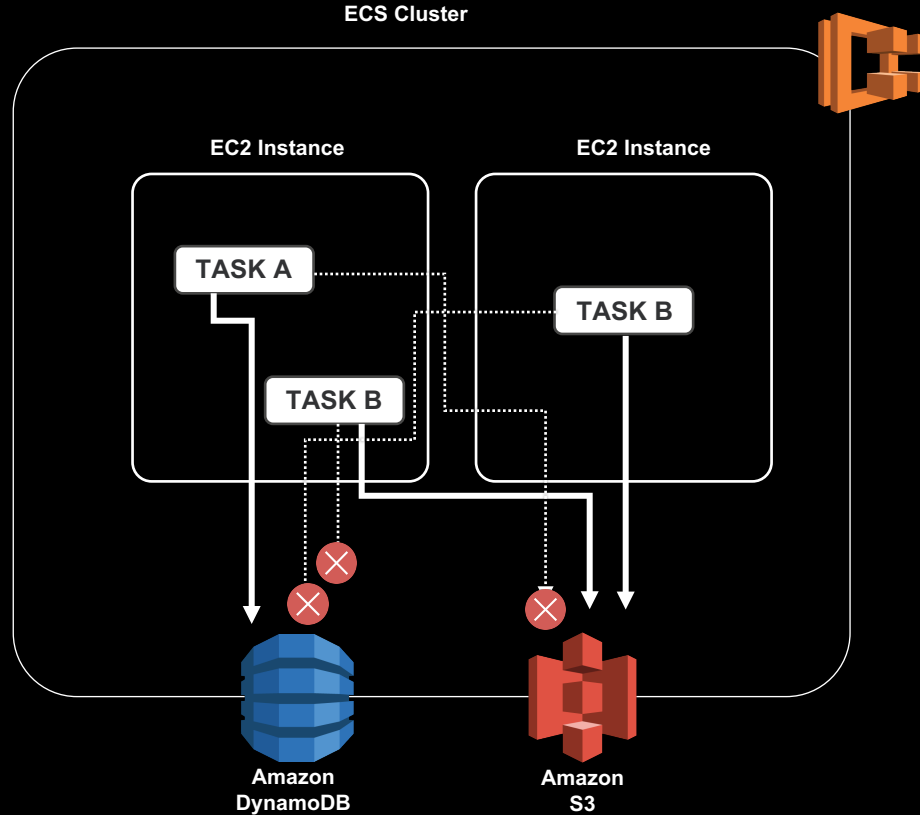 ECS Cluster
EC2 Instance
EC2 Instance
TASK A
TASK B
TASK B
Amazon
DynamoDB
Amazon
S3